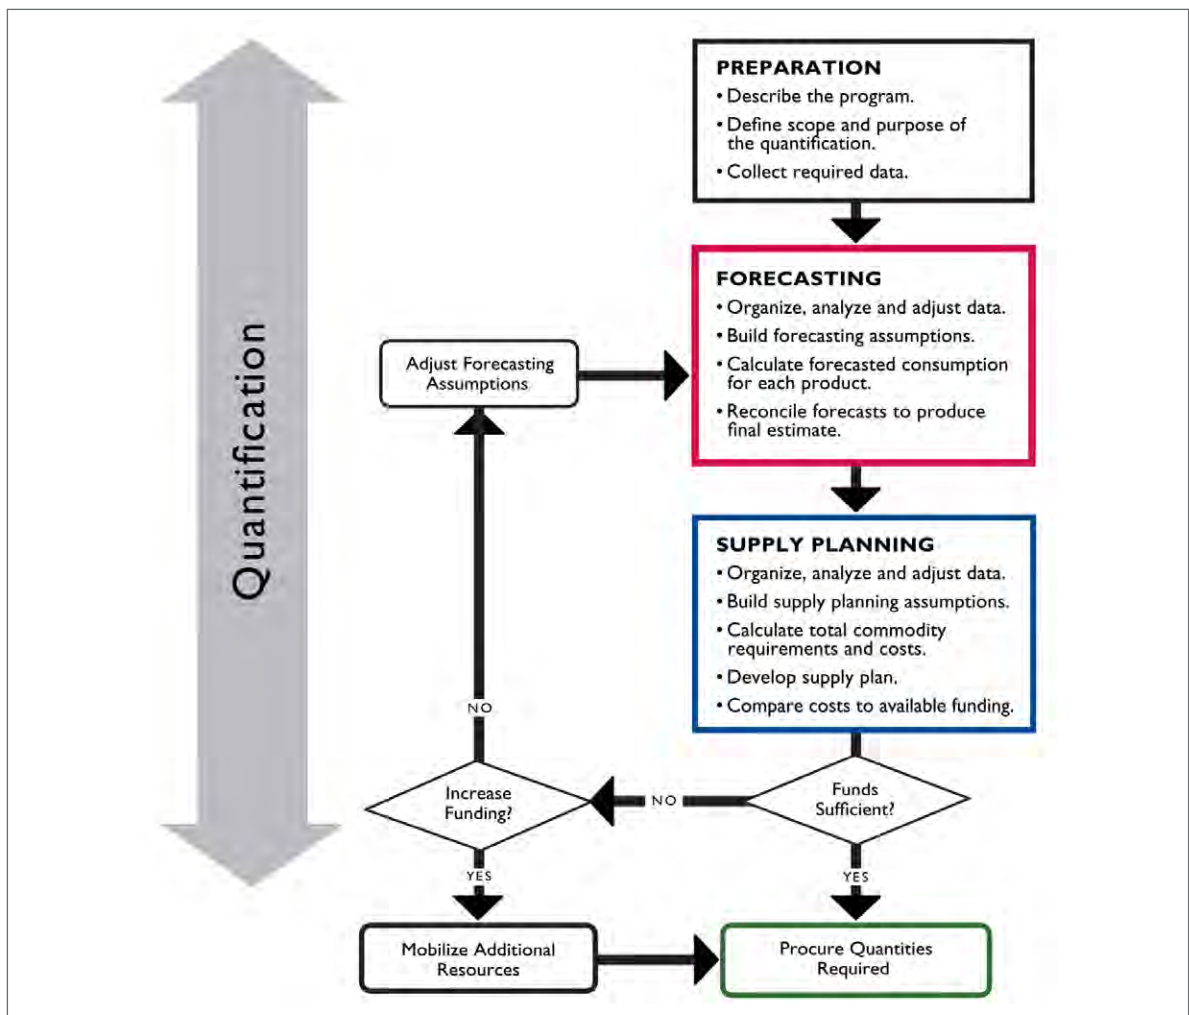 Quantification
PREPARATION
• Describe the program.
• Define scope and purpose of
the quantification.
• Collect required data.
FORECASTING
• Organize, analyze and adjust data.
• Build forecasting assumptions.
• Calculate forecasted consumption
for each product.
• Reconcile forecasts to produce
final estimate.
Adjust Forecasting
Assumptions
SUPPLY PLANNING
• Organize, analyze and adjust data.
• Build supply planning assumptions.
• Calculate total commodity
requirements and costs.
• Develop supply plan.
• Compare costs to available funding.
NO
Increase
Funding?
NO
Funds
Sufficient?
YES
YES
Mobilize Additional
Resources
Procure Quantities
Required